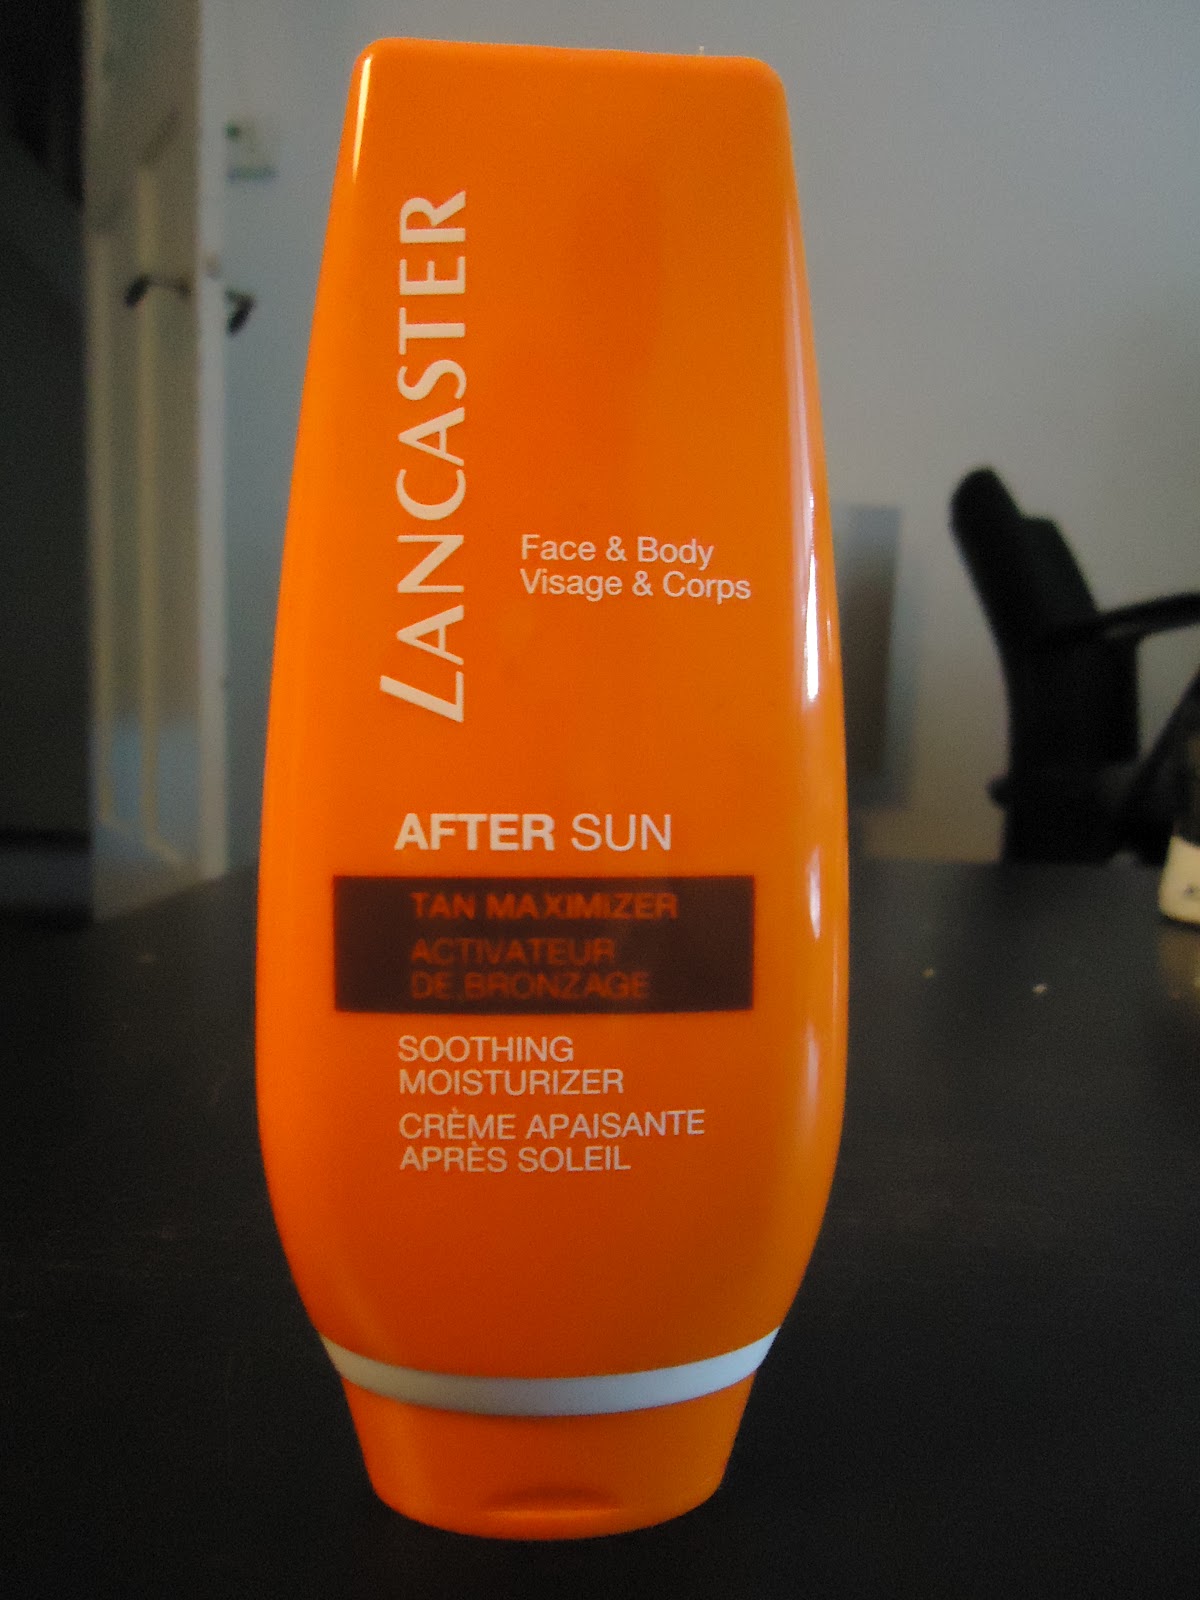 LANCASTER
Face & Body
Visage & Corps
AFTER SUN
TAN MAXIMIZER
ACTIVATEUR
DE BRONZAGE
SOOTHING
MOISTURIZER
CRÈME APAISANTE
APRÈS SOLEIL